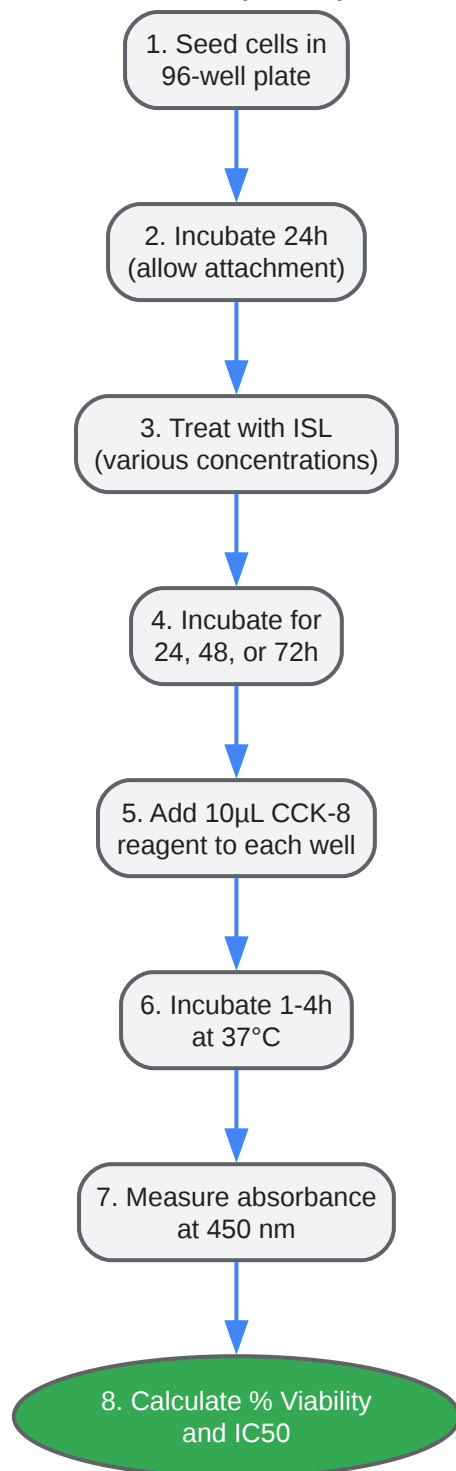 1. Seed cells in
96-well plate
2. Incubate 24h
(allow attachment)
3. Treat with ISL
(various concentrations)
4. Incubate for
24, 48, or 72h
5. Add 10µL CCK-8
reagent to each well
6. Incubate 1-4h
at 37°C
7. Measure absorbance
at 450 nm
8. Calculate % Viability
and IC50